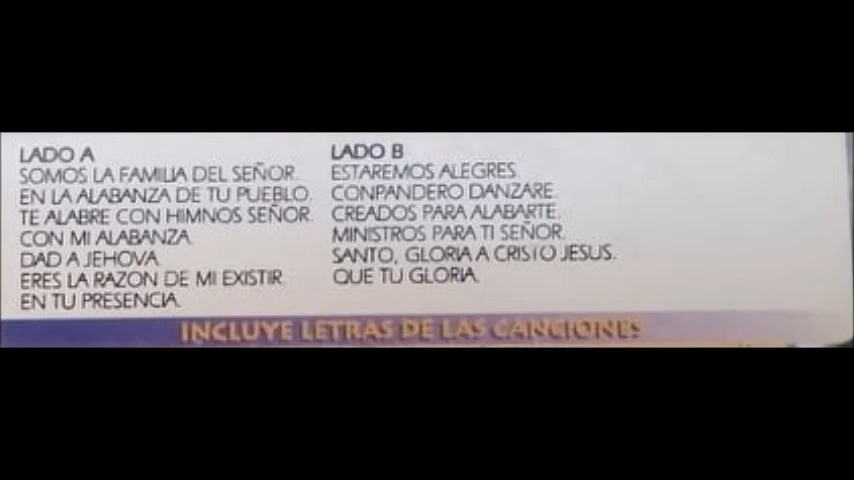 LADO A
SOMOS LA FAMILIA DEL SEÑOR.
EN LA ALABANZA DE TU PUEBLO.
TE ALABRE CON HIMNOS SEÑOR.
CON MI ALABANZA.
DAD A JEHOVA.
ERES LA RAZON DE MI EXISTIR.
EN TU PRESENCIA.
LADO B
ESTAREMOS ALEGRES.
CONPANDERO DANZARE.
CREADOS PARA ALABARTE.
MINISTROS PARA TI SEÑOR.
SANTO, GLORIA A CRISTO JESUS.
QUE TU GLORIA.
INCLUYE LETRAS DE LAS CANCIONES